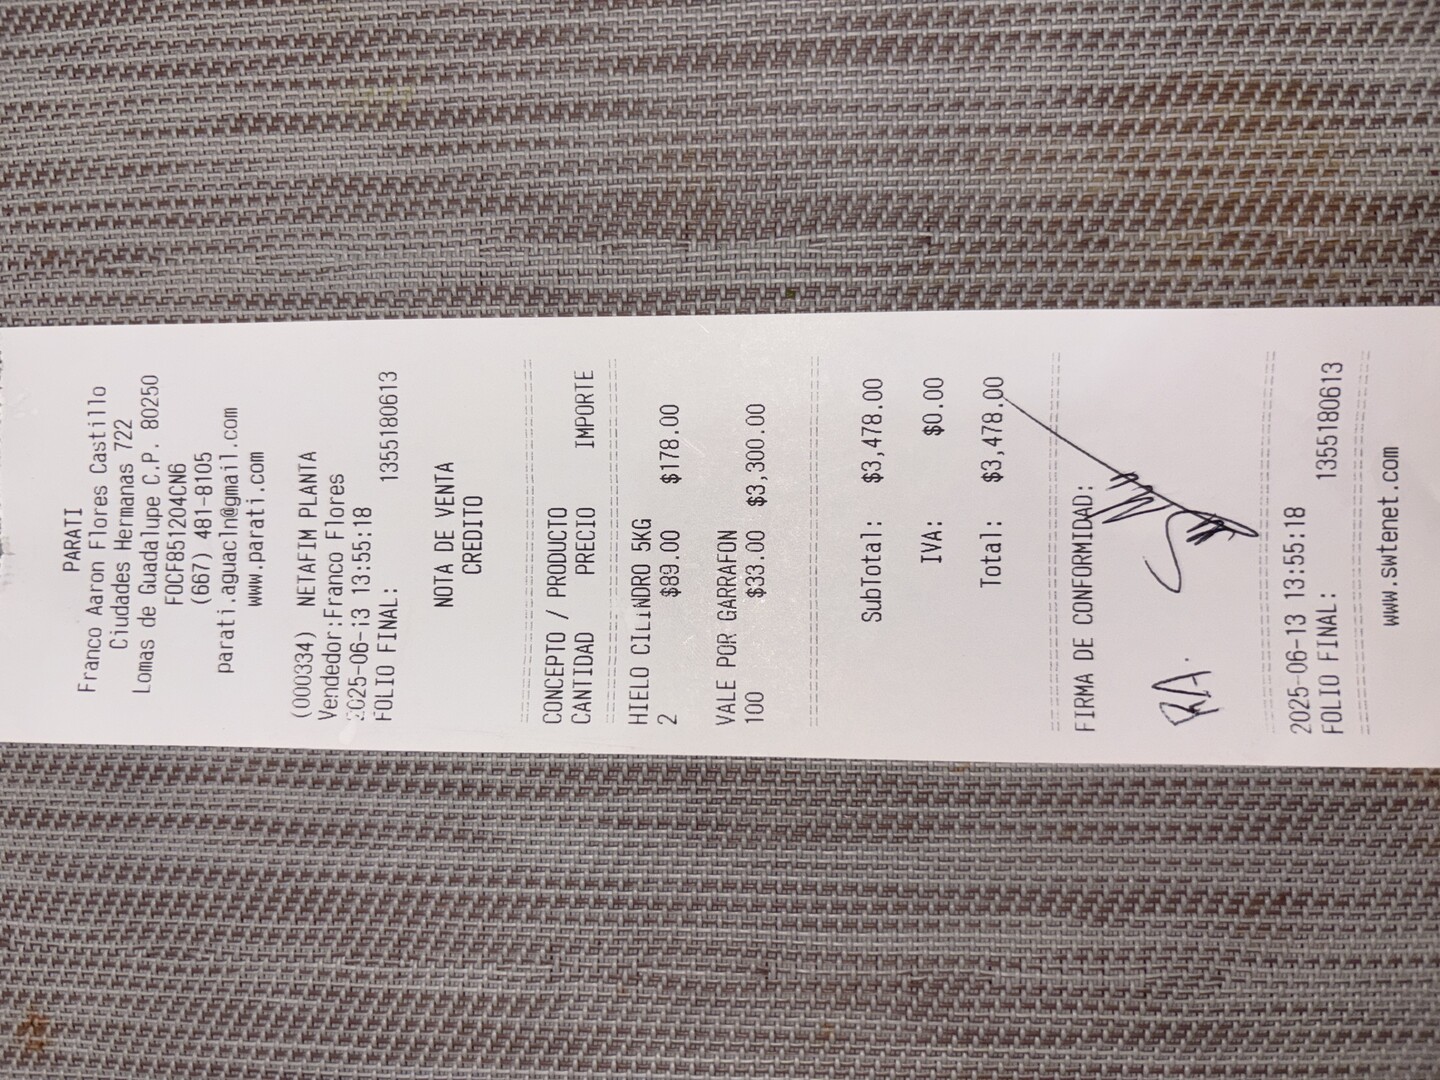 PARATI
Franco Aaron Flores Castillo
Ciudades Hermanas 722
Lomas de Guadalupe C.P. 80250
FOCF851204CN6
(667) 481-8105
parati.aguacln@gmail.com
www.parati.com
(000334) NETAFIM PLANTA
Vendedor:Franco Flores
2025-06-13 13:55:18
FOLIO FINAL: 1355180613
NOTA DE VENTA
CREDITO
CONCEPTO / PRODUCTO
CANTIDAD PRECIO IMPORTE
HIELO CILINDRO 5KG
2 $89.00 $178.00
VALE POR GARRAFON
100 $33.00 $3,300.00
SubTotal: $3,478.00
IVA: $0.00
Total: $3,478.00
FIRMA DE CONFORMIDAD:
2025-06-13 13:55:18
FOLIO FINAL: 1355180613
www.swtenet.com